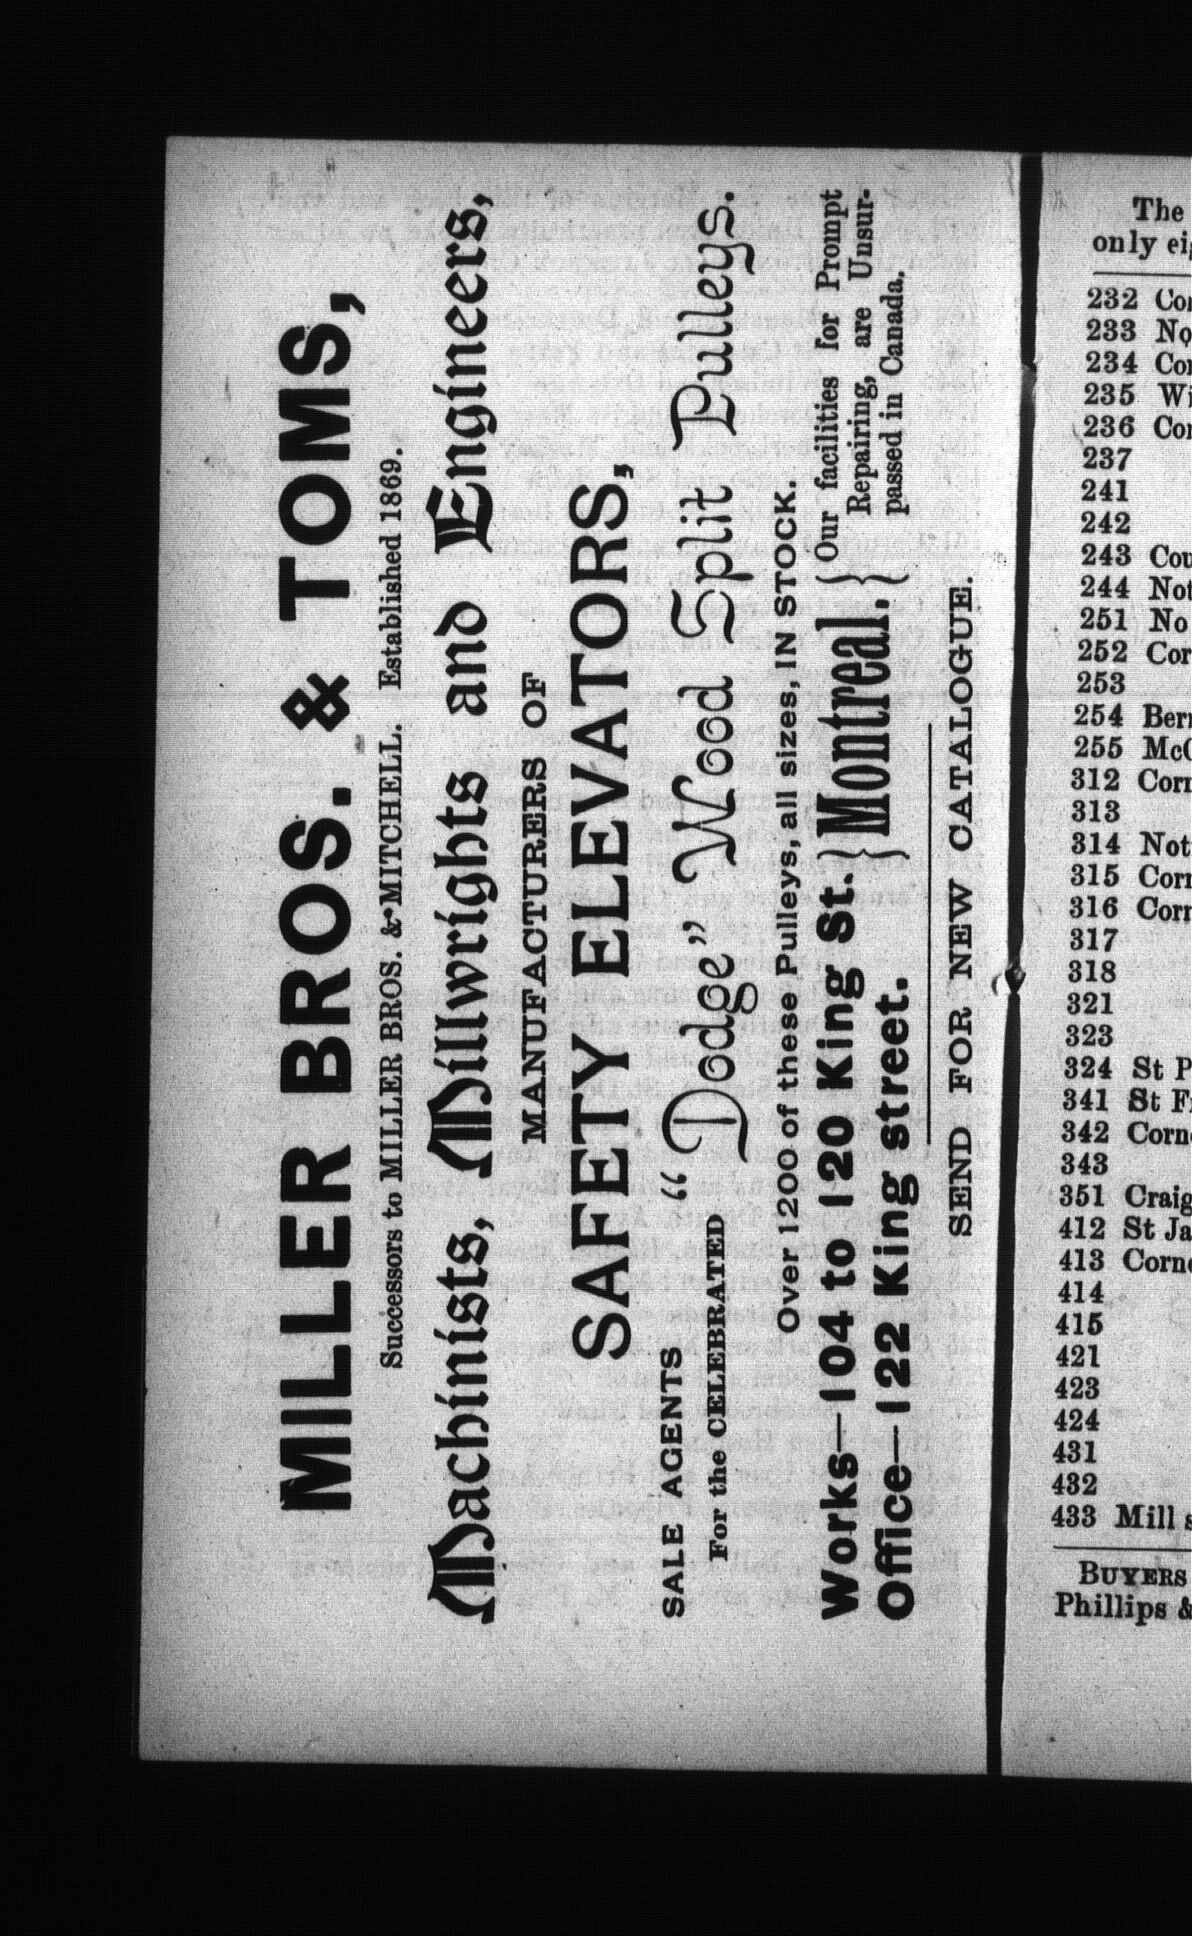 MILLER BROS. & TOMS,
Successors to MILLER BROS. & MITCHELL. Established 1869.
Machinists, Millwrights and Engineers,
MANUFACTURERS OF
SAFETY ELEVATORS,
SALE AGENTS
For the CELEBRATED “Dodge” Wood Split Pulleys.
Over 1200 of these Pulleys, all sizes, IN STOCK.
Works—104 to 120 King St.
Office—122 King street.
} Montreal. {
Our facilities for Prompt
Repairing, are Unsur-
passed in Canada.
SEND FOR NEW CATALOGUE.
The
only
232
233
234
235
236
237
241
242
243
244
251 No
252
253
254
255
312
313
314
315
316
317
318
321
323
324 St
341 St
342
343
351 Craig
412 St
413
414
415
421
423
424
431
432
433 Mill
BUYERS
Phillips &